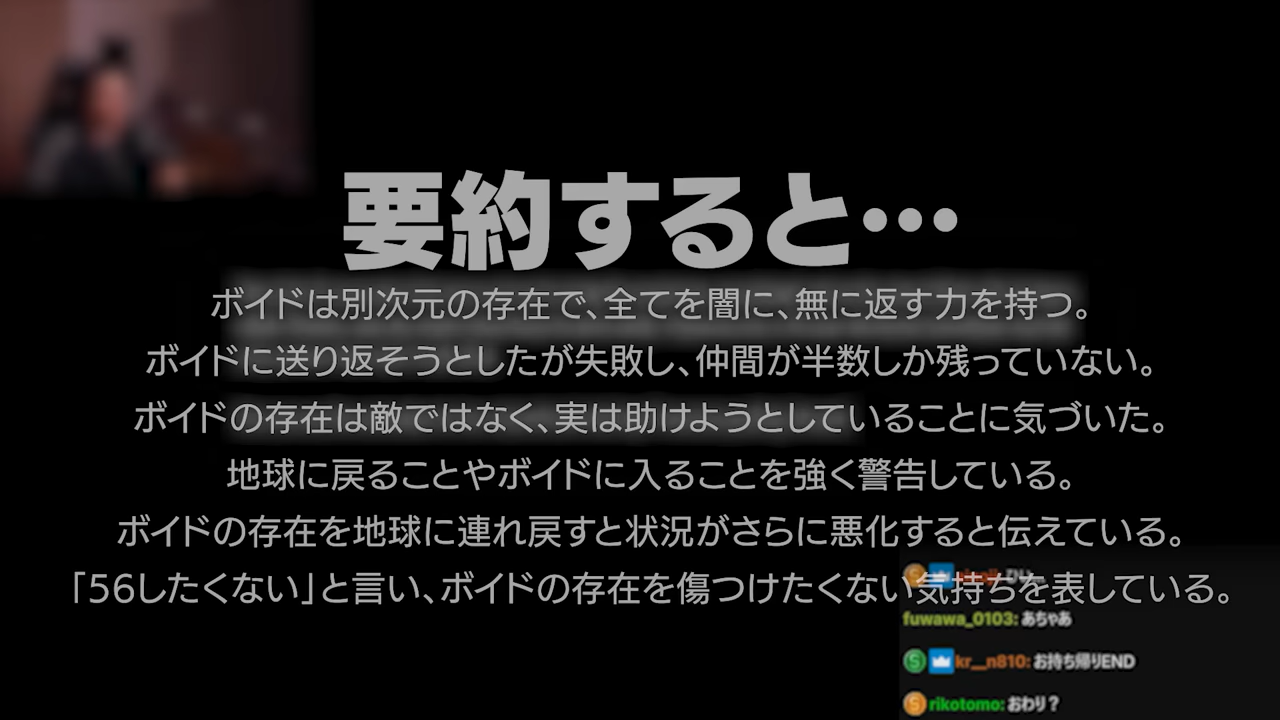 要約すると…
ボイドは別次元の存在で、全てを闇に、無に返す力を持つ。
ボイドに送り返そうとしたが失敗し、仲間が半数しか残っていない。
ボイドの存在は敵ではなく、実は助けようとしていることに気づいた。
地球に戻ることやボイドに入ることを強く警告している。
ボイドの存在を地球に連れ戻すと状況がさらに悪化すると伝えている。
「56したくない」と言い、ボイドの存在を傷つけたくない気持ちを表している。
fuwawa_0103: あちゃあ
kr__n810: お持ち帰りEND
rikotomo: おわり？